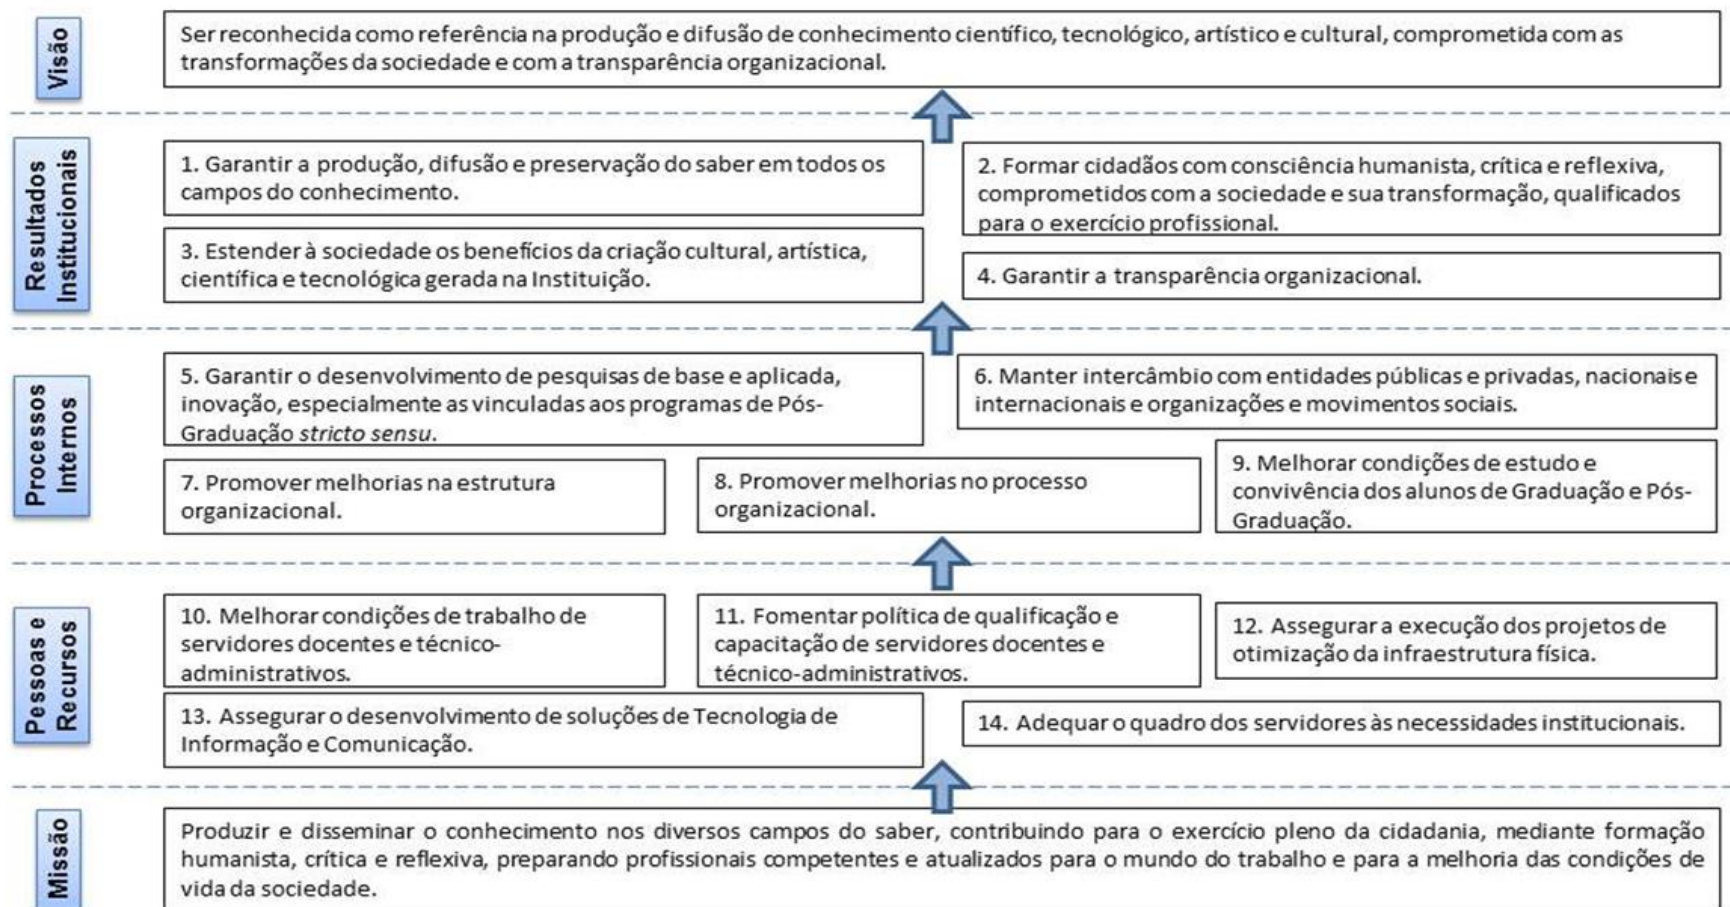 Visão
Ser reconhecida como referência na produção e difusão de conhecimento científico, tecnológico, artístico e cultural, comprometida com as
transformações da sociedade e com a transparência organizacional.
Resultados
Institucionais
1. Garantir a produção, difusão e preservação do saber em todos os
campos do conhecimento.
2. Formar cidadãos com consciência humanista, crítica e reflexiva,
comprometidos com a sociedade e sua transformação, qualificados
para o exercício profissional.
3. Estender à sociedade os benefícios da criação cultural, artística,
científica e tecnológica gerada na Instituição.
4. Garantir a transparência organizacional.
Processos
Internos
5. Garantir o desenvolvimento de pesquisas de base e aplicada,
inovação, especialmente as vinculadas aos programas de Pós-
Graduação stricto sensu.
6. Manter intercâmbio com entidades públicas e privadas, nacionais e
internacionais e organizações e movimentos sociais.
7. Promover melhorias na estrutura
organizacional.
8. Promover melhorias no processo
organizacional.
9. Melhorar condições de estudo e
convivência dos alunos de Graduação e Pós-
Graduação.
Pessoas e
Recursos
10. Melhorar condições de trabalho de
servidores docentes e técnico-
administrativos.
11. Fomentar política de qualificação e
capacitação de servidores docentes e
técnico-administrativos.
12. Assegurar a execução dos projetos de
otimização da infraestrutura física.
13. Assegurar o desenvolvimento de soluções de Tecnologia de
Informação e Comunicação.
14. Adequar o quadro dos servidores às necessidades institucionais.
Missão
Produzir e disseminar o conhecimento nos diversos campos do saber, contribuindo para o exercício pleno da cidadania, mediante formação
humanista, crítica e reflexiva, preparando profissionais competentes e atualizados para o mundo do trabalho e para a melhoria das condições de
vida da sociedade.